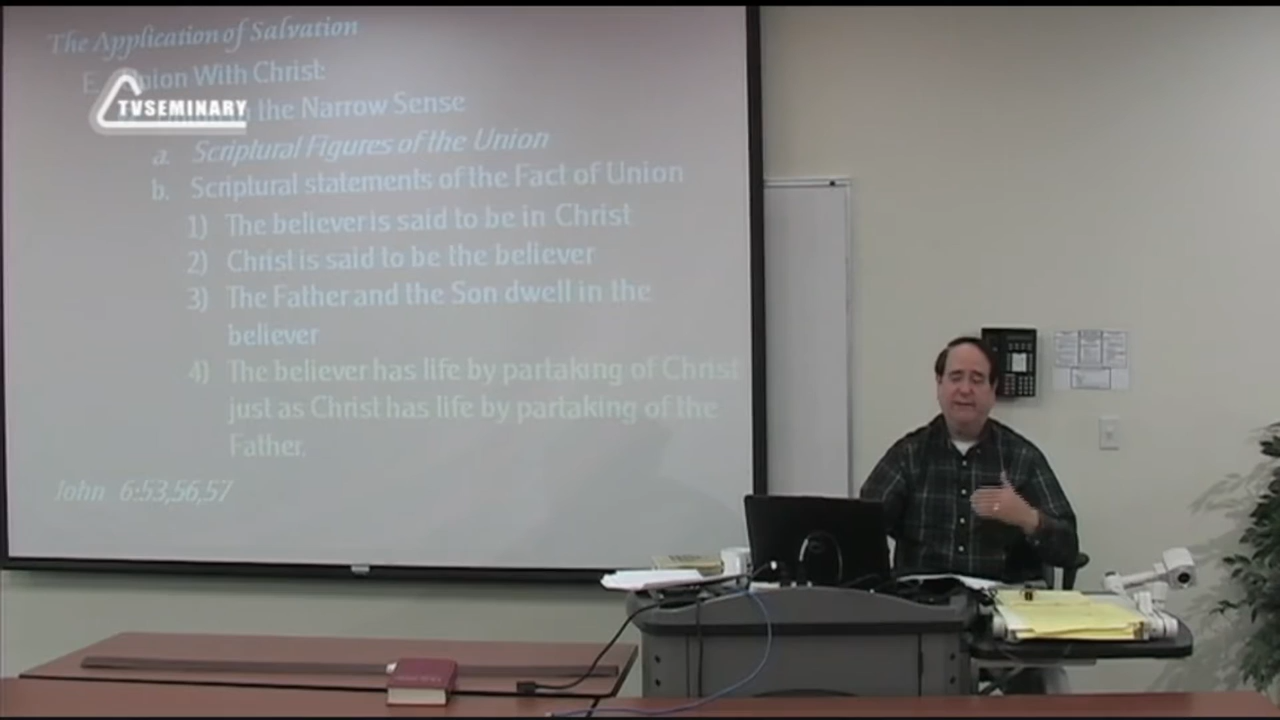 The Application of Salvation
E. Union With Christ:
TVSEMINARY
the Narrow Sense
a. Scriptural Figures of the Union
b. Scriptural statements of the Fact of Union
1) The believer is said to be in Christ
2) Christ is said to be the believer
3) The Father and the Son dwell in the
believer
4) The believer has life by partaking of Christ
just as Christ has life by partaking of the
Father.
John 6:53,56,57